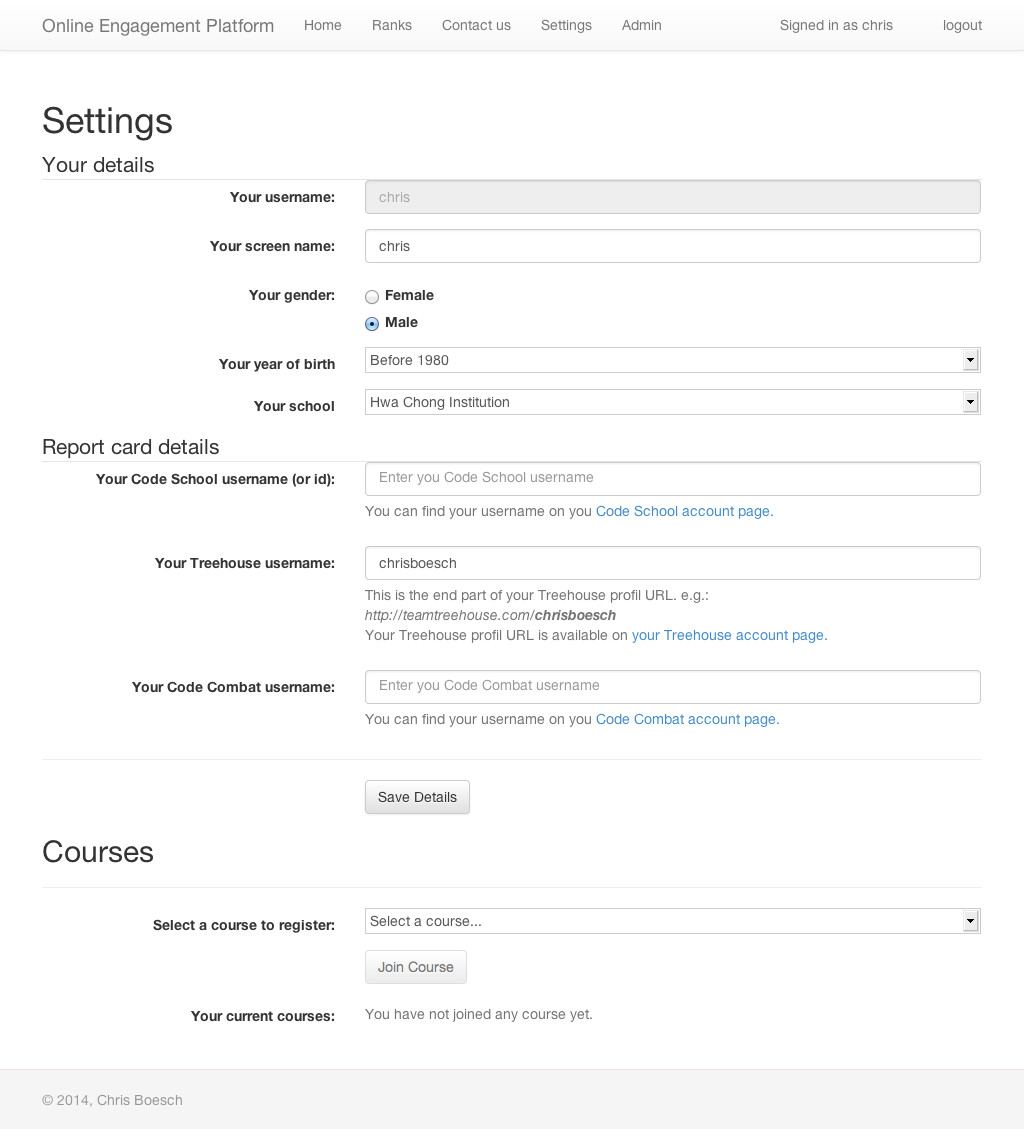 Online Engagement Platform Home Ranks Contact us Settings Admin Signed in as chris logout
Settings
Your details
Your username: chris
Your screen name: chris
Your gender: Female
Male
Your year of birth Before 1980
Your school Hwa Chong Institution
Report card details
Your Code School username (or id): Enter you Code School username
You can find your username on you Code School account page.
Your Treehouse username: chrisboesch
This is the end part of your Treehouse profil URL. e.g.:
http://teamtreehouse.com/chrisboesch
Your Treehouse profil URL is available on your Treehouse account page.
Your Code Combat username: Enter you Code Combat username
You can find your username on you Code Combat account page.
Save Details
Courses
Select a course to register: Select a course...
Join Course
Your current courses: You have not joined any course yet.
© 2014, Chris Boesch